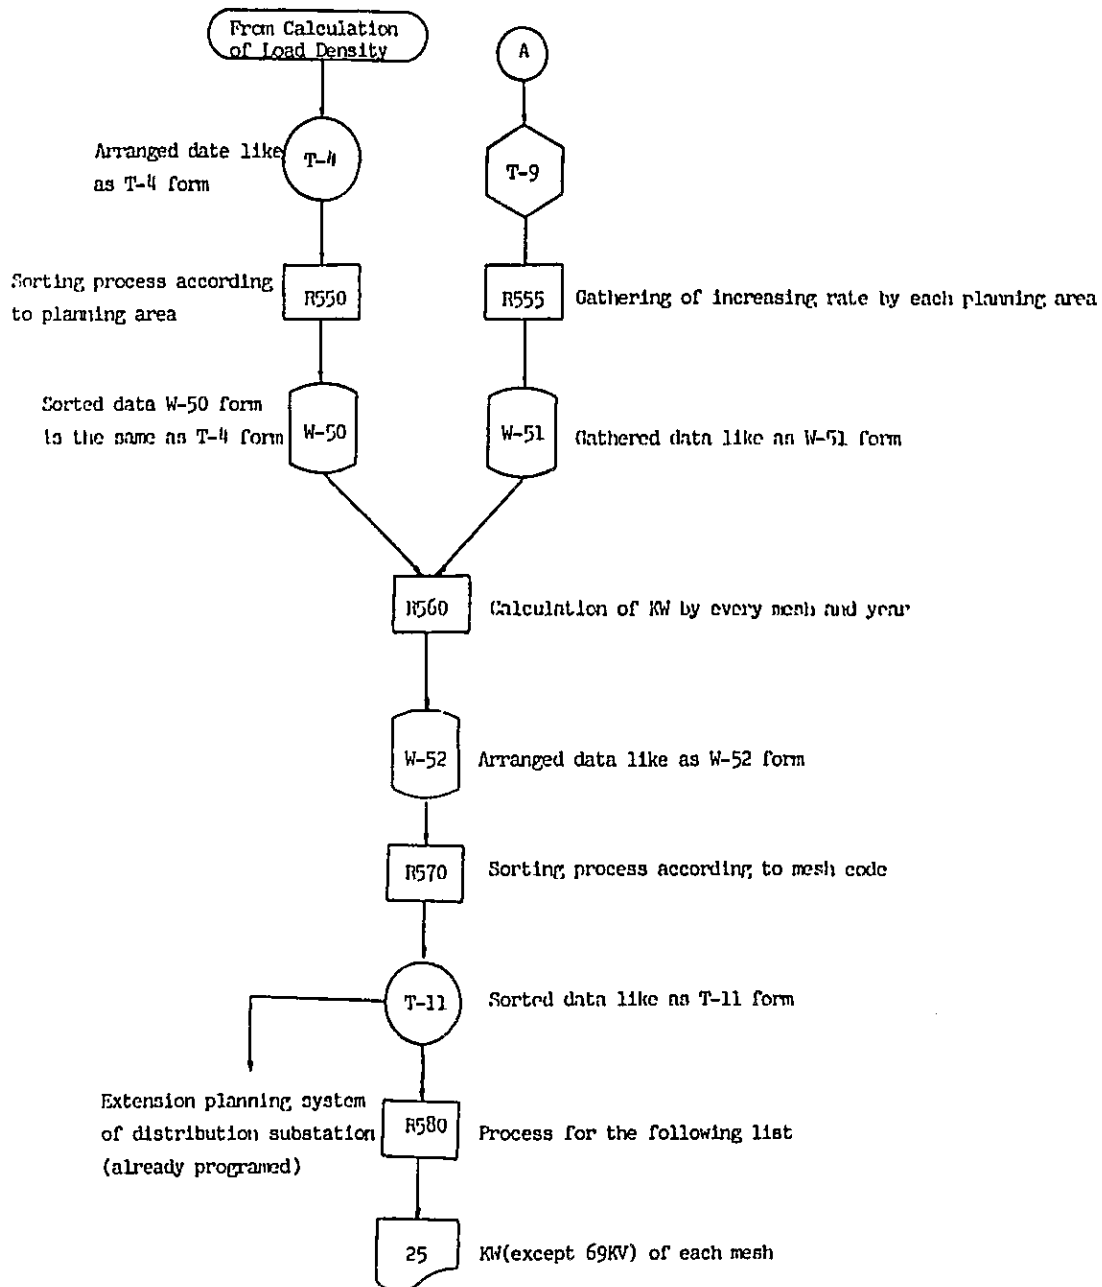 From Calculation
of Load Density
A
Arranged date like
as T-4 form
T-4
T-9
Sorting process according
to planning area
R550
R555
Gathering of increasing rate by each planning area
Sorted data W-50 form
is the same as T-4 form
W-50
W-51
Gathered data like as W-51 form
R560
Calculation of KW by every mesh and year
W-52
Arranged data like as W-52 form
R570
Sorting process according to mesh code
T-11
Sorted data like as T-11 form
Extension planning system
of distribution substation
(already programed)
R580
Process for the following list
25
KW(except 69KV) of each mesh